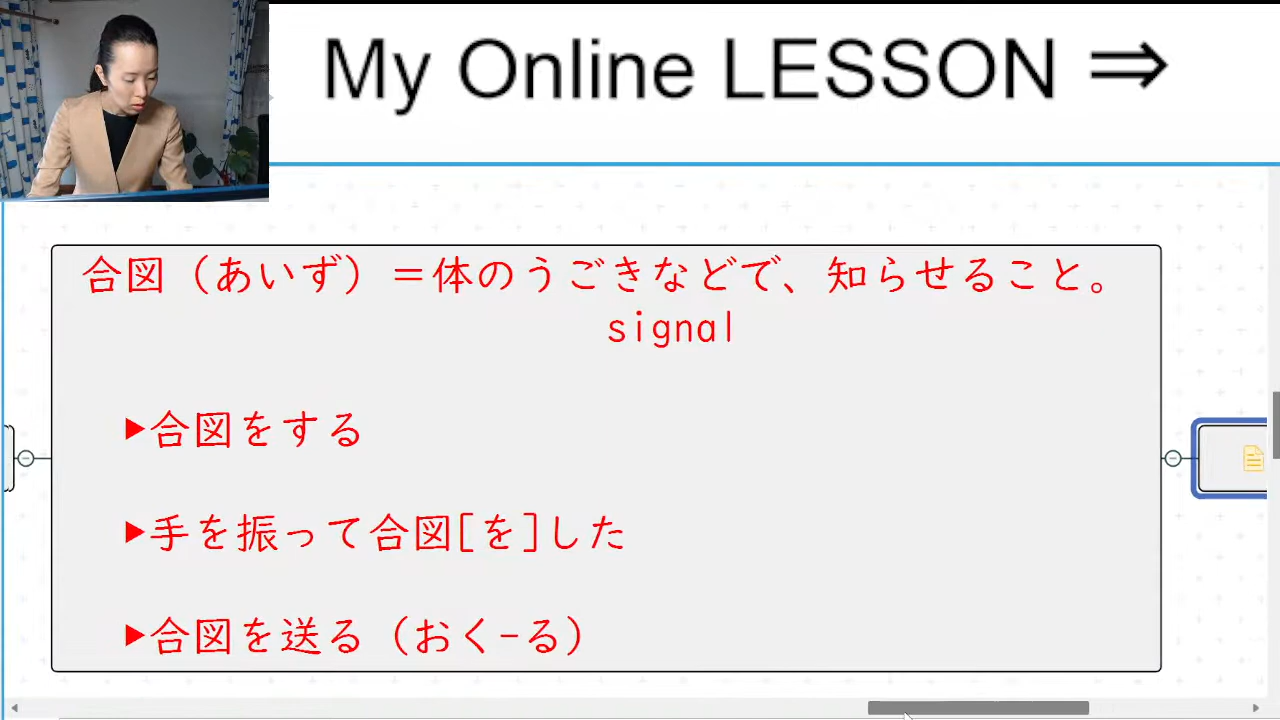 My Online LESSON ⇒
合図（あいず）＝体のうごきなどで、知らせること。
signal
▶合図をする
▶手を振って合図[を]した
▶合図を送る（おく-る）